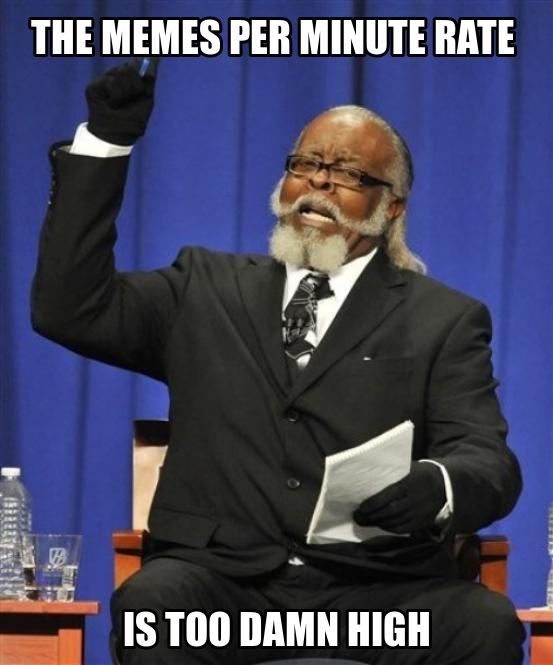 THE MEMES PER MINUTE RATE
IS TOO DAMN HIGH